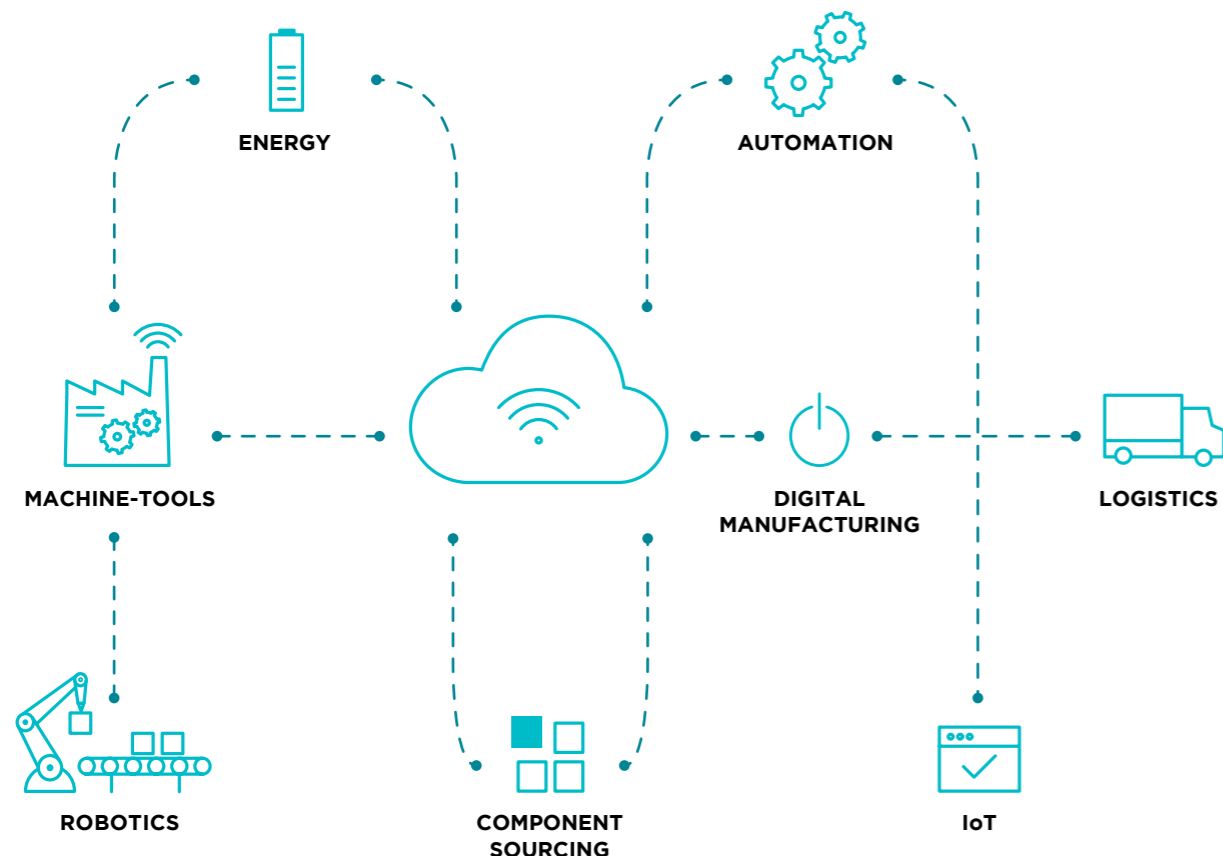 ENERGY
AUTOMATION
MACHINE-TOOLS
DIGITAL
MANUFACTURING
LOGISTICS
ROBOTICS
COMPONENT
SOURCING
IoT